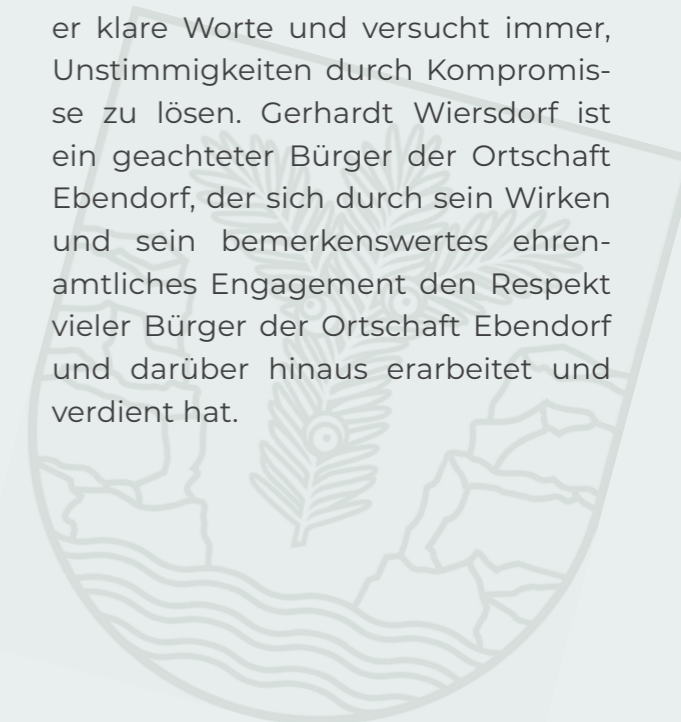 er klare Worte und versucht immer,
Unstimmigkeiten durch Kompromis-
se zu lösen. Gerhardt Wiersdorf ist
ein geachteter Bürger der Ortschaft
Ebendorf, der sich durch sein Wirken
und sein bemerkenswertes ehren-
amtliches Engagement den Respekt
vieler Bürger der Ortschaft Ebendorf
und darüber hinaus erarbeitet und
verdient hat.